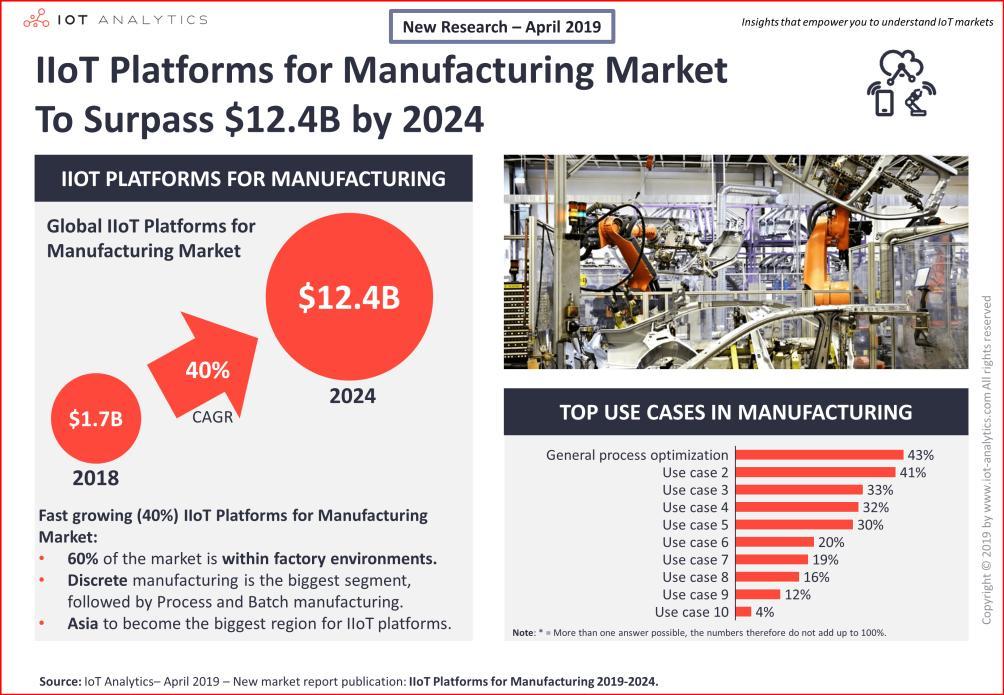 IOT ANALYTICS
New Research – April 2019
Insights that empower you to understand IoT markets
IIoT Platforms for Manufacturing Market
To Surpass $12.4B by 2024
IIOT PLATFORMS FOR MANUFACTURING
Global IIoT Platforms for
Manufacturing Market
$12.4B
2024
40%
CAGR
$1.7B
2018
Fast growing (40%) IIoT Platforms for Manufacturing
Market:
• 60% of the market is within factory environments.
• Discrete manufacturing is the biggest segment,
followed by Process and Batch manufacturing.
• Asia to become the biggest region for IIoT platforms.
TOP USE CASES IN MANUFACTURING
General process optimization 43%
Use case 2 41%
Use case 3 33%
Use case 4 32%
Use case 5 30%
Use case 6 20%
Use case 7 19%
Use case 8 16%
Use case 9 12%
Use case 10 4%
Note: * = More than one answer possible, the numbers therefore do not add up to 100%.
Copyright © 2019 by www.iot-analytics.com All rights reserved
Source: IoT Analytics– April 2019 – New market report publication: IIoT Platforms for Manufacturing 2019-2024.